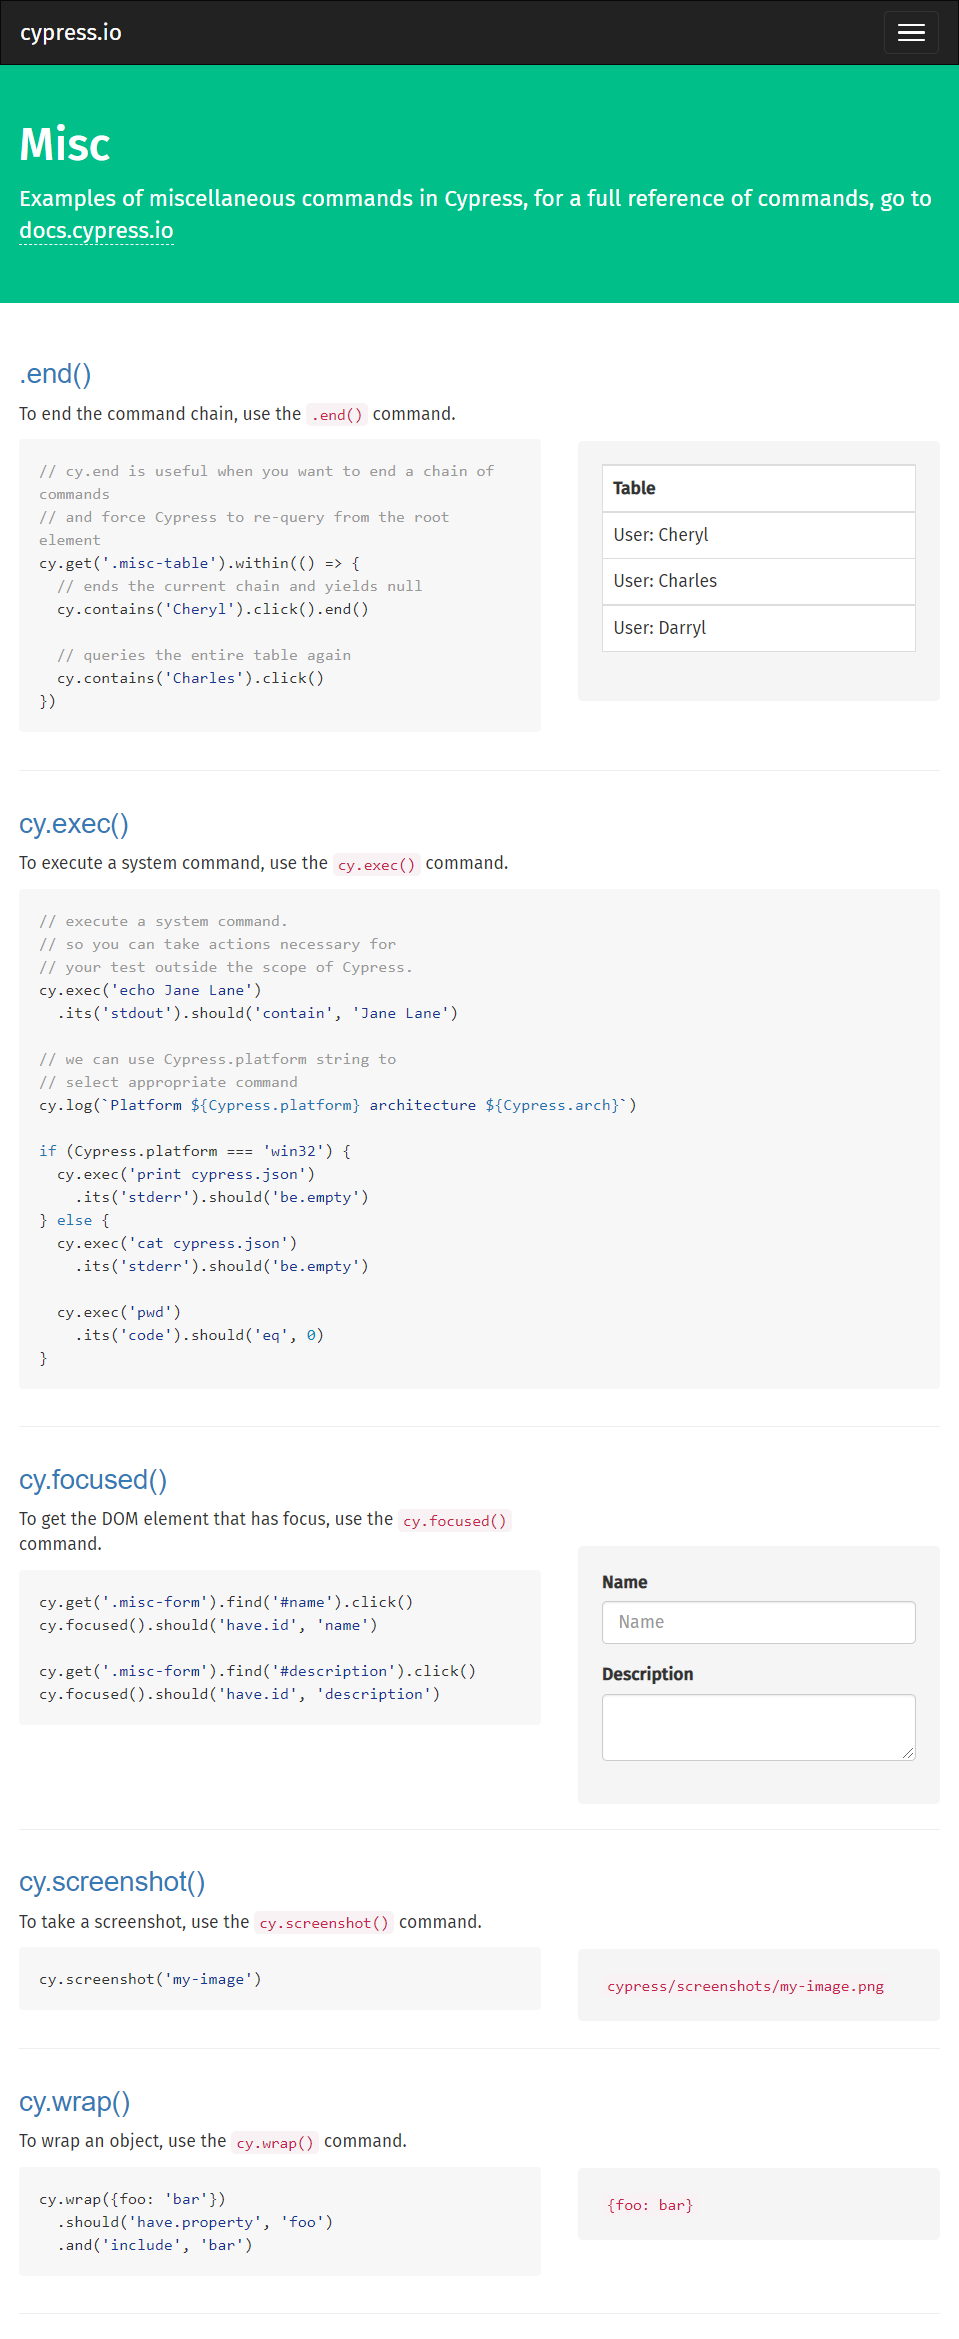 cypress.io
Misc
Examples of miscellaneous commands in Cypress, for a full reference of commands, go to
docs.cypress.io
.end()
To end the command chain, use the .end() command.
// cy.end is useful when you want to end a chain of
commands
// and force Cypress to re-query from the root
element
cy.get('.misc-table').within(() => {
  // ends the current chain and yields null
  cy.contains('Cheryl').click().end()

  // queries the entire table again
  cy.contains('Charles').click()
})
Table
User: Cheryl
User: Charles
User: Darryl
cy.exec()
To execute a system command, use the cy.exec() command.
// execute a system command.
// so you can take actions necessary for
// your test outside the scope of Cypress.
cy.exec('echo Jane Lane')
  .its('stdout').should('contain', 'Jane Lane')

// we can use Cypress.platform string to
// select appropriate command
cy.log(`Platform ${Cypress.platform} architecture ${Cypress.arch}`)

if (Cypress.platform === 'win32') {
  cy.exec('print cypress.json')
    .its('stderr').should('be.empty')
} else {
  cy.exec('cat cypress.json')
    .its('stderr').should('be.empty')

  cy.exec('pwd')
    .its('code').should('eq', 0)
}
cy.focused()
To get the DOM element that has focus, use the cy.focused()
command.
cy.get('.misc-form').find('#name').click()
cy.focused().should('have.id', 'name')

cy.get('.misc-form').find('#description').click()
cy.focused().should('have.id', 'description')
Name
Name
Description
cy.screenshot()
To take a screenshot, use the cy.screenshot() command.
cy.screenshot('my-image')
cypress/screenshots/my-image.png
cy.wrap()
To wrap an object, use the cy.wrap() command.
cy.wrap({foo: 'bar'})
  .should('have.property', 'foo')
  .and('include', 'bar')
{foo: bar}